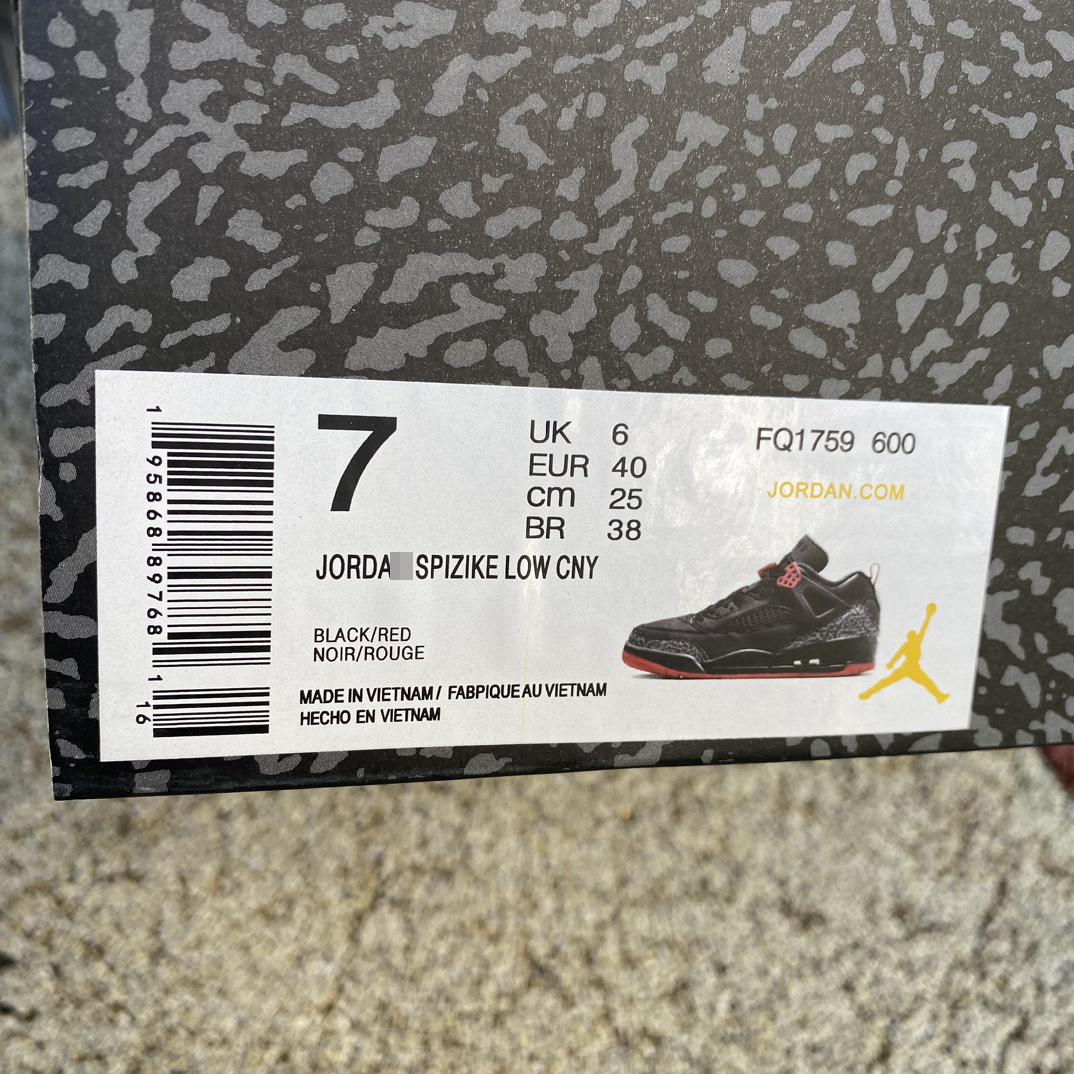 7
UK 6
EUR 40
cm 25
BR 38
FQ1759 600
JORDAN.COM
JORDA SPIZIKE LOW CNY
BLACK/RED
NOIR/ROUGE
MADE IN VIETNAM / FABPIQUE AU VIETNAM
HECHO EN VIETNAM
1 95868 89768 1 16